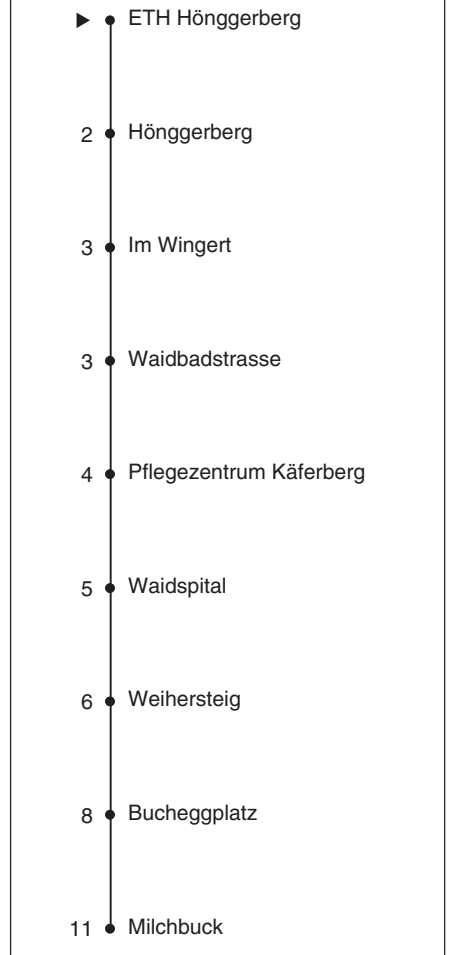 ▶ ETH Hönggerberg
2 Hönggerberg
3 Im Wingert
3 Waidbadstrasse
4 Pflegezentrum Käferberg
5 Waidspital
6 Weihersteig
8 Bucheggplatz
11 Milchbuck